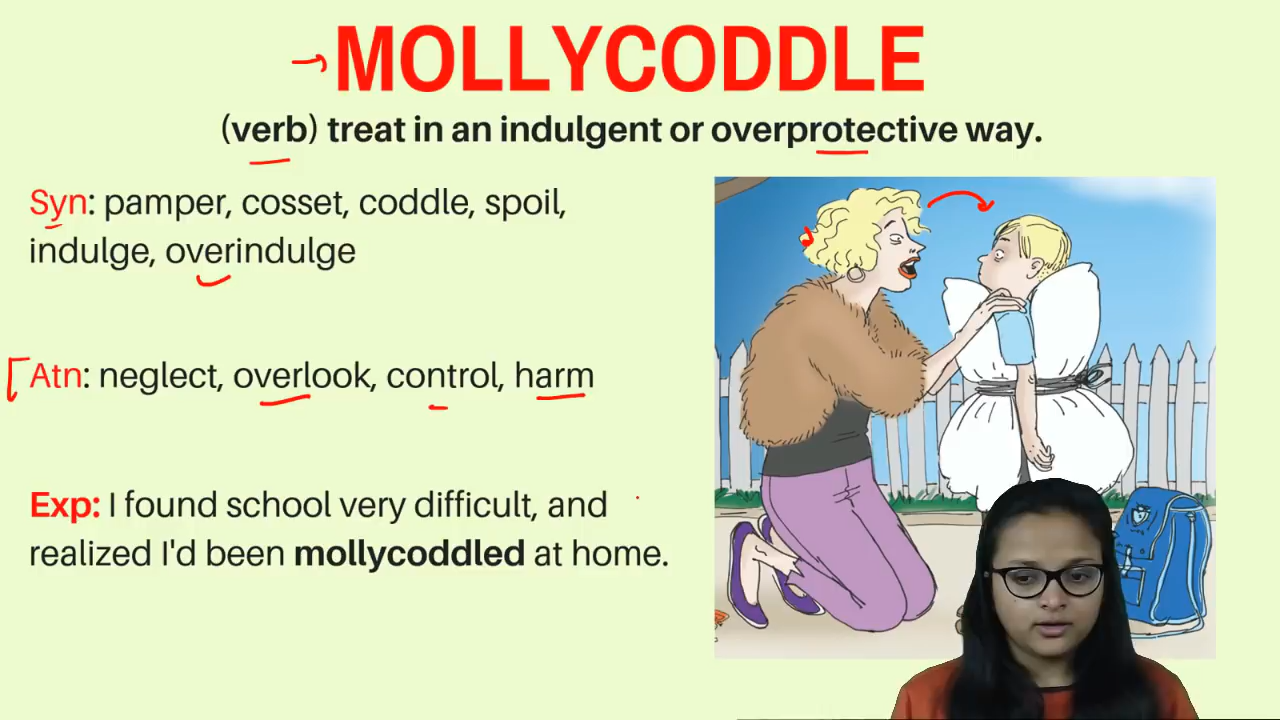 MOLLYCODDLE
(verb) treat in an indulgent or overprotective way.
Syn: pamper, cosset, coddle, spoil,
indulge, overindulge
Atn: neglect, overlook, control, harm
Exp: I found school very difficult, and
realized I'd been mollycoddled at home.